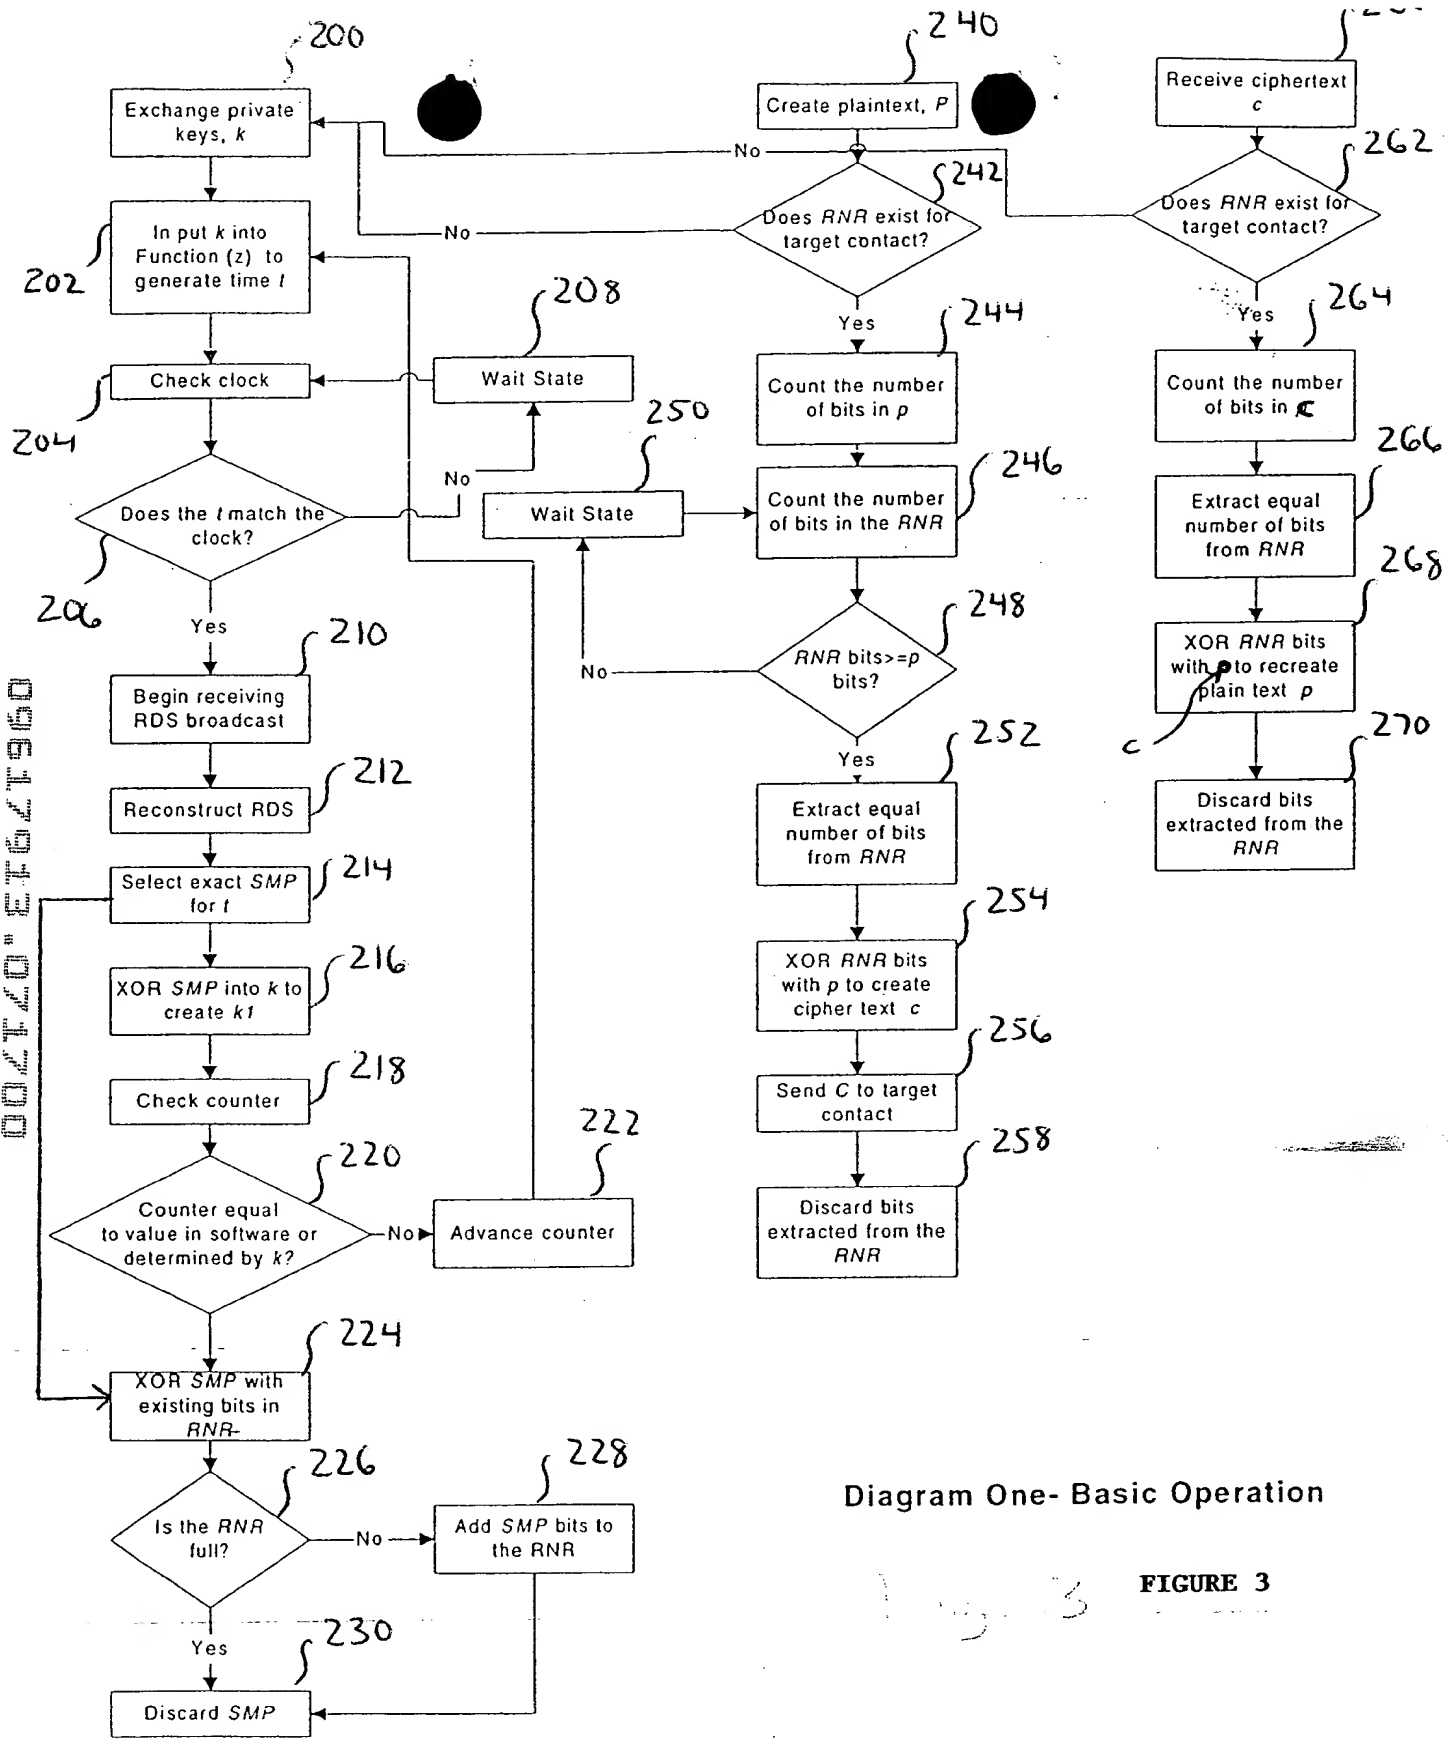 200
Exchange private
keys, k
202
In put k into
Function (z) to
generate time t
204
Check clock
208
Wait State
206
Does the t match the
clock?
No
Yes
210
Begin receiving
RDS broadcast
212
Reconstruct RDS
214
Select exact SMP
for t
216
XOR SMP into k to
create k1
218
Check counter
220
Counter equal
to value in software or
determined by k?
No
222
Advance counter
224
XOR SMP with
existing bits in
RNR
226
Is the RNR
full?
No
228
Add SMP bits to
the RNR
Yes
230
Discard SMP
240
Create plaintext, P
242
Does RNR exist for
target contact?
No
Yes
244
Count the number
of bits in p
246
Count the number
of bits in the RNR
250
Wait State
248
RNR bits>=p
bits?
No
Yes
252
Extract equal
number of bits
from RNR
254
XOR RNR bits
with p to create
cipher text c
256
Send C to target
contact
258
Discard bits
extracted from the
RNR
Receive ciphertext
c
262
Does RNR exist for
target contact?
No
Yes
264
Count the number
of bits in C
266
Extract equal
number of bits
from RNR
268
XOR RNR bits
with p to recreate
plain text p
c
270
Discard bits
extracted from the
RNR
Diagram One- Basic Operation
FIGURE 3
09617913.071700